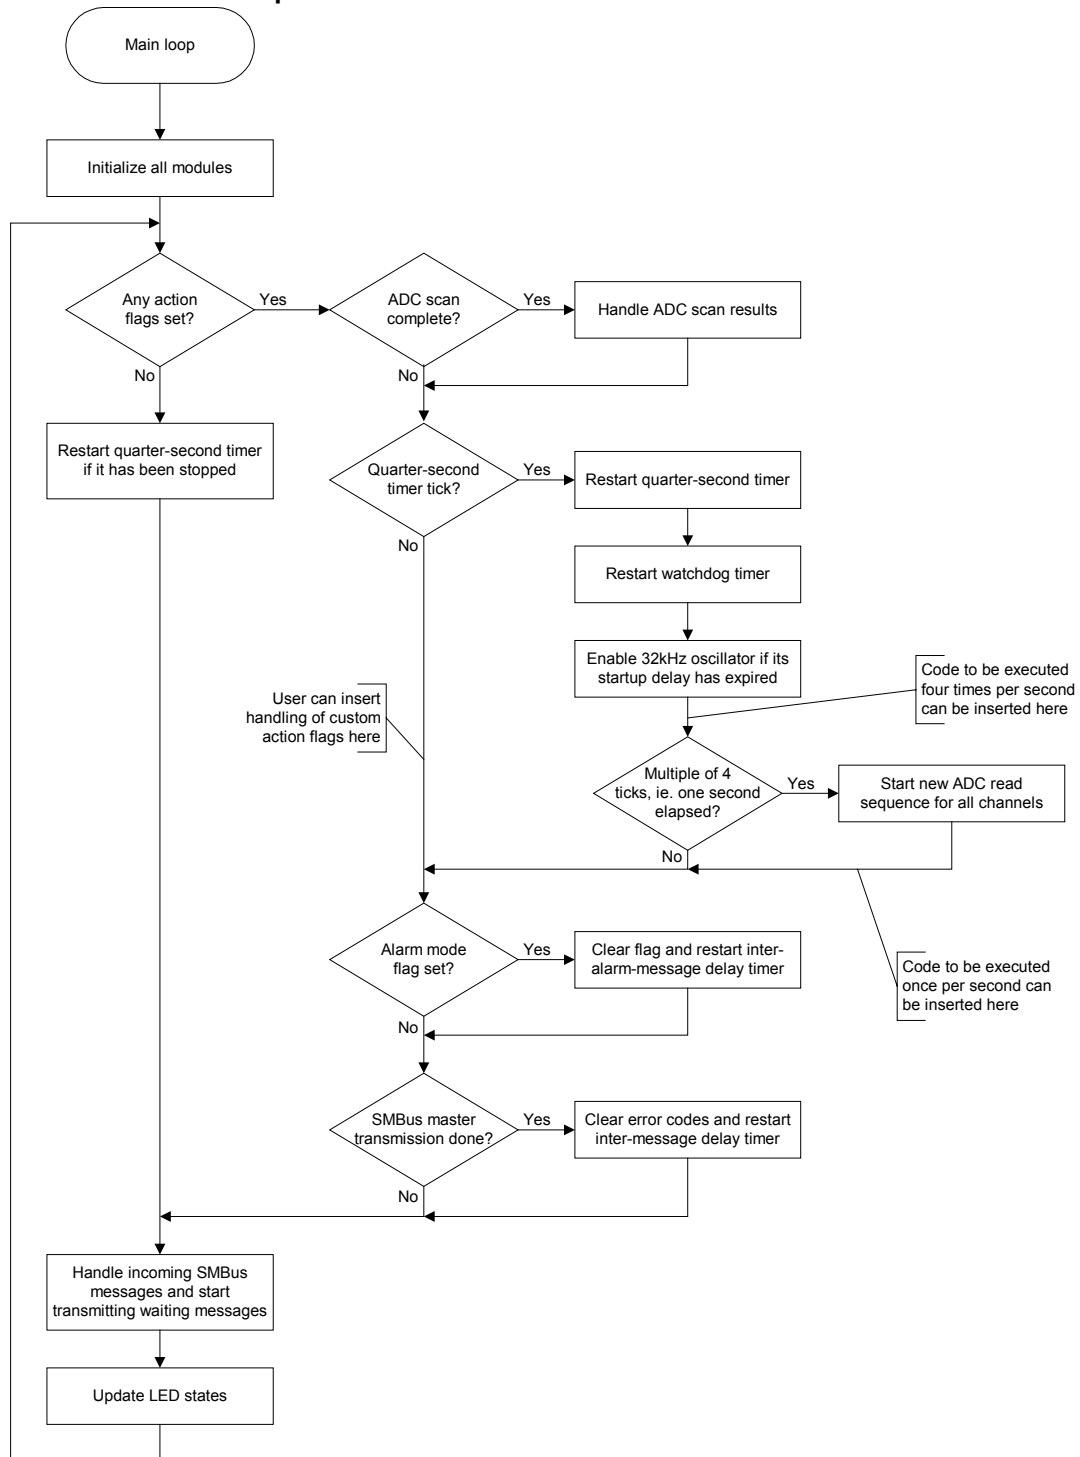 Main loop
Initialize all modules
Any action
flags set?
Yes
No
ADC scan
complete?
Yes
No
Handle ADC scan results
Restart quarter-second timer
if it has been stopped
Quarter-second
timer tick?
Yes
No
Restart quarter-second timer
Restart watchdog timer
Enable 32kHz oscillator if its
startup delay has expired
Code to be executed
four times per second
can be inserted here
User can insert
handling of custom
action flags here
Multiple of 4
ticks, ie. one second
elapsed?
Yes
No
Start new ADC read
sequence for all channels
Alarm mode
flag set?
Yes
No
Clear flag and restart inter-
alarm-message delay timer
Code to be executed
once per second can
be inserted here
SMBus master
transmission done?
Yes
No
Clear error codes and restart
inter-message delay timer
Handle incoming SMBus
messages and start
transmitting waiting messages
Update LED states